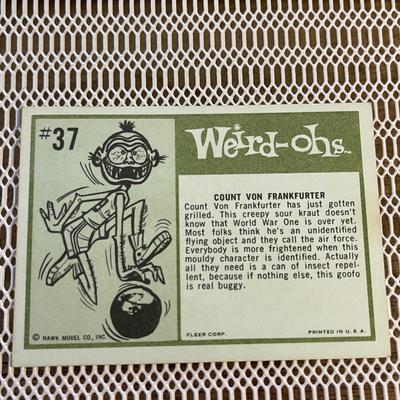 #37
Weird-ohs™
COUNT VON FRANKFURTER
Count Von Frankfurter has just gotten
grilled. This creepy sour kraut doesn't
know that World War One is over yet.
Most folks think he's an unidentified
flying object and they call the air force.
Everybody is more frightened when this
mouldy character is identified. Actually
all they need is a can of insect repel-
lent, because if nothing else, this goofo
is real buggy.
© HAWK MODEL CO., INC.
FLEER CORP. PRINTED IN U.S.A.